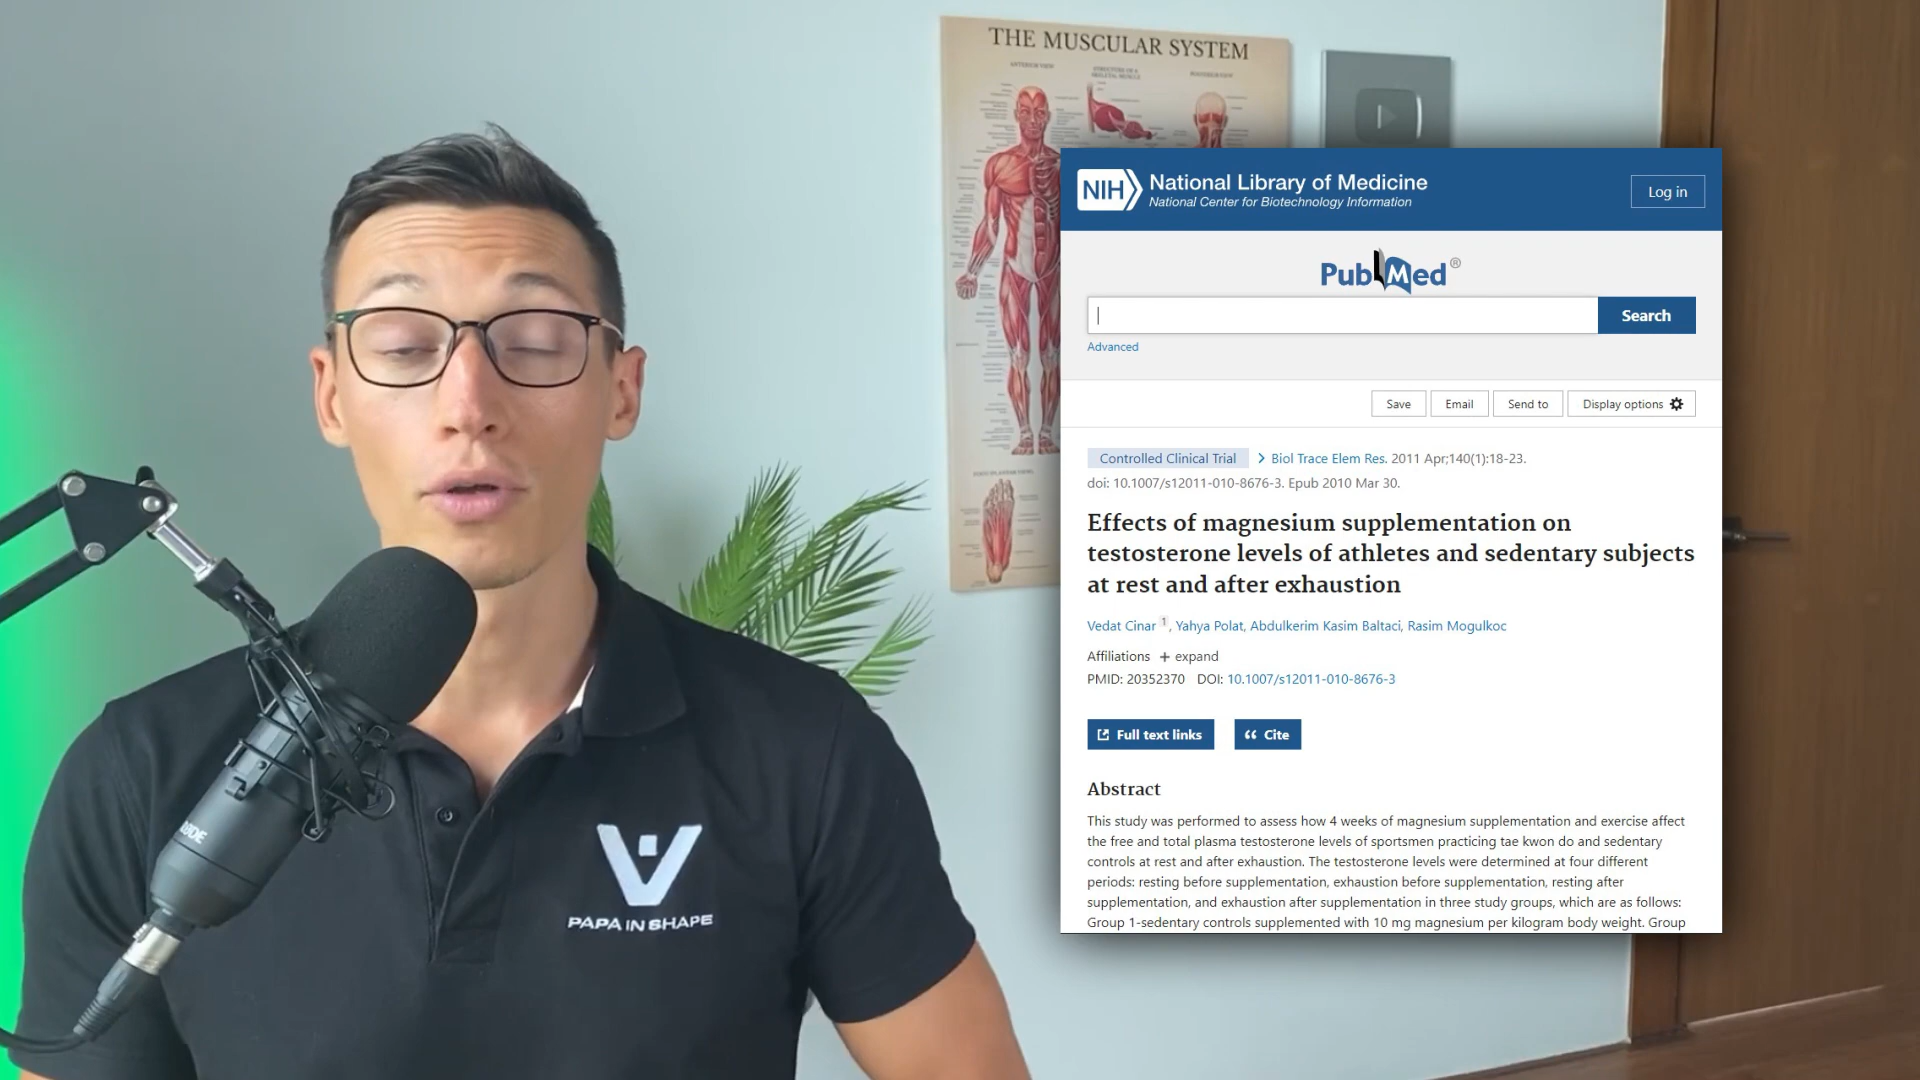 THE MUSCULAR SYSTEM
ANTERIOR VIEW
STRUCTURE OF A
SKELETAL MUSCLE
POSTERIOR VIEW
NIH
National Library of Medicine
National Center for Biotechnology Information
Log in
PubMed®
Search
Advanced
Save
Email
Send to
Display options
Controlled Clinical Trial
Biol Trace Elem Res. 2011 Apr;140(1):18-23.
doi: 10.1007/s12011-010-8676-3. Epub 2010 Mar 30.
Effects of magnesium supplementation on
testosterone levels of athletes and sedentary subjects
at rest and after exhaustion
Vedat Cinar 1, Yahya Polat, Abdulkerim Kasim Baltaci, Rasim Mogulkoc
Affiliations + expand
PMID: 20352370 DOI: 10.1007/s12011-010-8676-3
Full text links
Cite
Abstract
This study was performed to assess how 4 weeks of magnesium supplementation and exercise affect
the free and total plasma testosterone levels of sportsmen practicing tae kwon do and sedentary
controls at rest and after exhaustion. The testosterone levels were determined at four different
periods: resting before supplementation, exhaustion before supplementation, resting after
supplementation, and exhaustion after supplementation in three study groups, which are as follows:
Group 1-sedentary controls supplemented with 10 mg magnesium per kilogram body weight. Group
RØDE
PAPA IN SHAPE